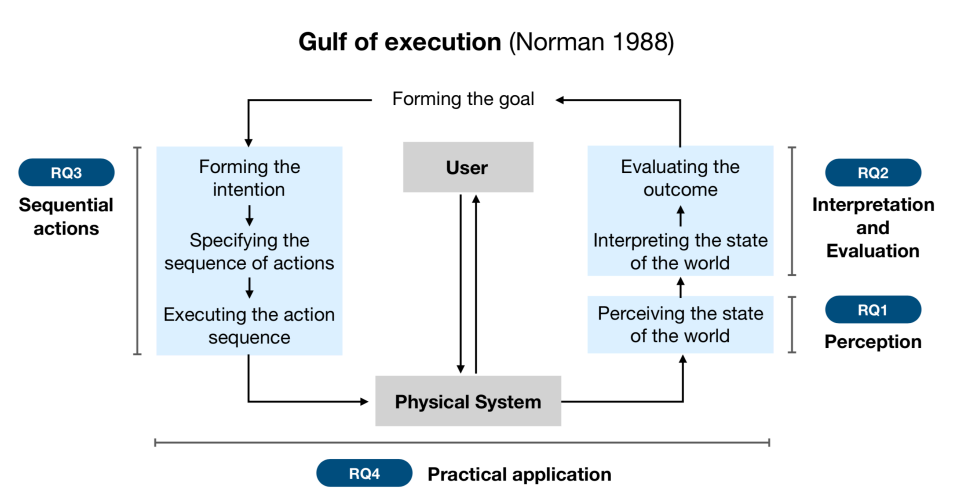 Gulf of execution (Norman 1988)
Forming the goal
RQ3
Sequential
actions
Forming the
intention
Specifying the
sequence of actions
Executing the action
sequence
User
Physical System
Evaluating the
outcome
Interpreting the state
of the world
Perceiving the state
of the world
RQ2
Interpretation
and
Evaluation
RQ1
Perception
RQ4 Practical application